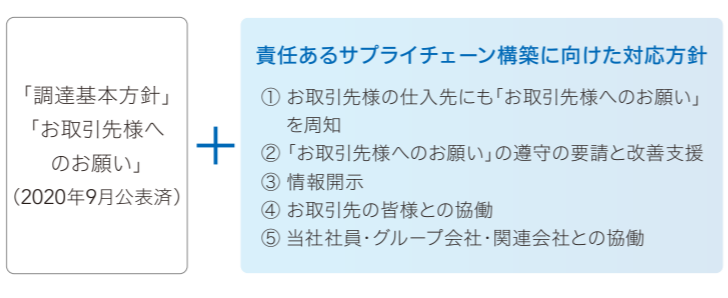 「調達基本方針」
「お取引先様へ
のお願い」
（2020年9月公表済）
+
責任あるサプライチェーン構築に向けた対応方針
① お取引先様の仕入先にも「お取引先様へのお願い」
を周知
② 「お取引先様へのお願い」の遵守の要請と改善支援
③ 情報開示
④ お取引先の皆様との協働
⑤ 当社社員・グループ会社・関連会社との協働